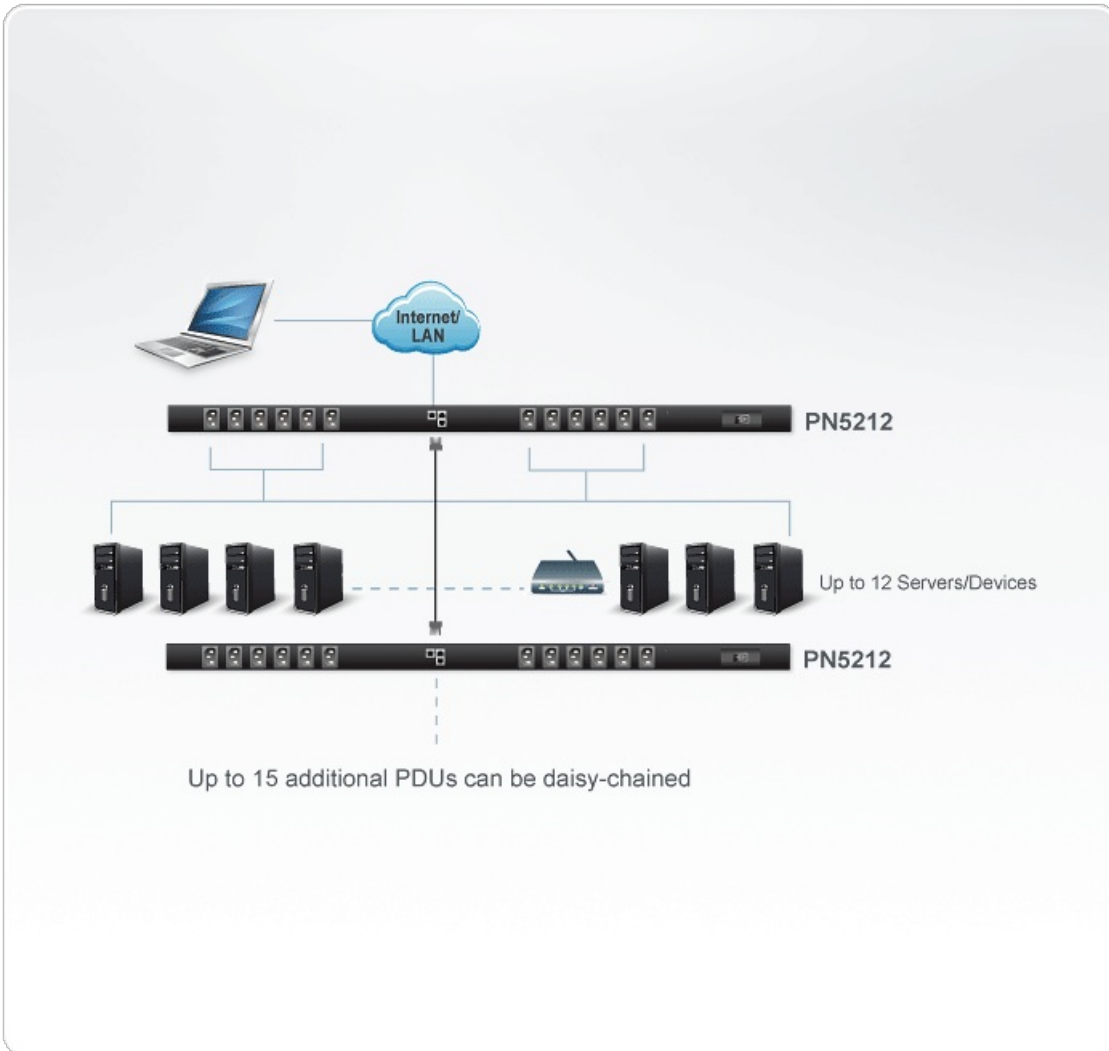 Internet/
LAN
PN5212
Up to 12 Servers/Devices
PN5212
Up to 15 additional PDUs can be daisy-chained